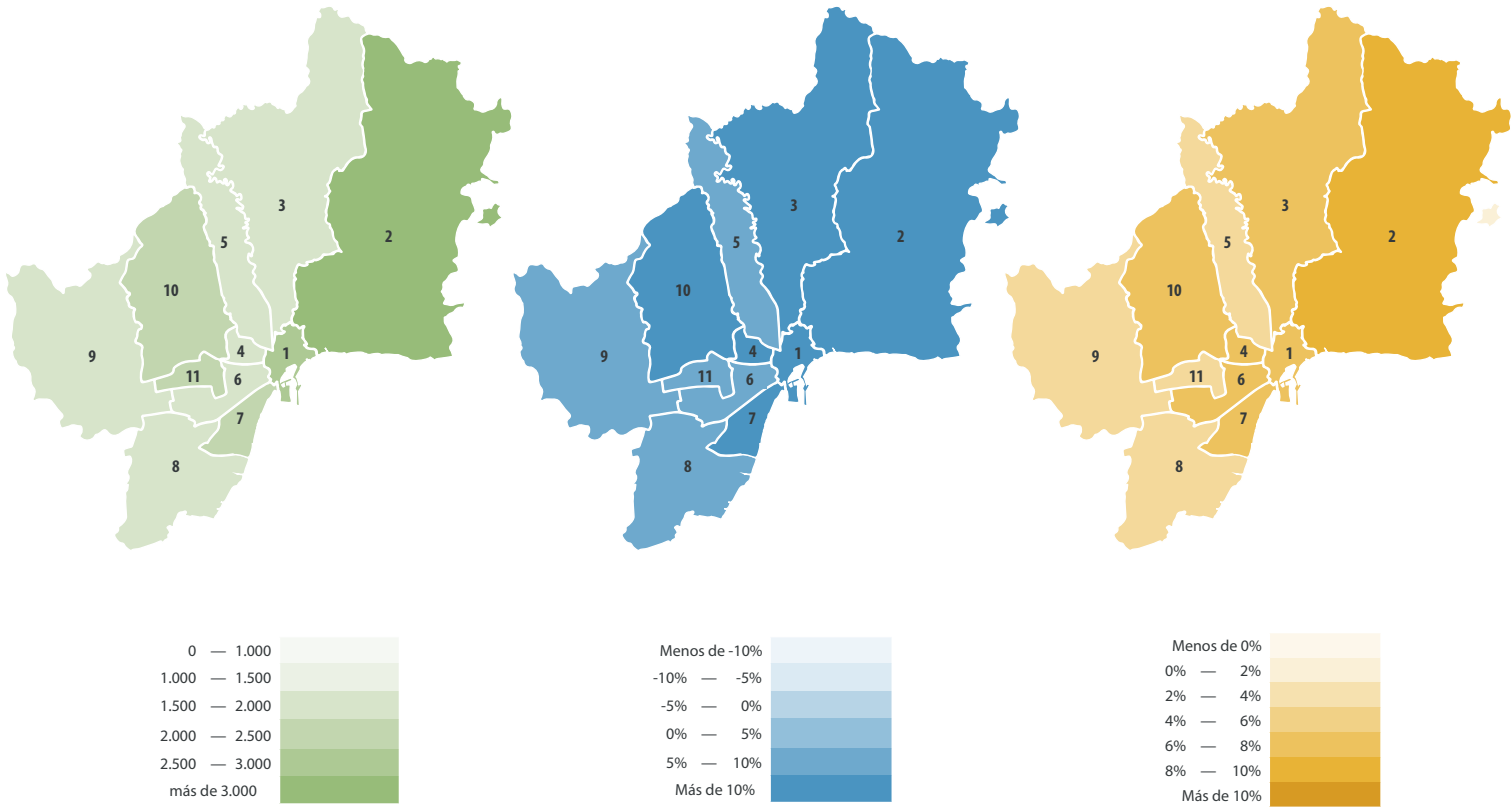 3
2
5
10
9
4
1
11
6
7
8
3
2
5
10
9
4
1
11
6
7
8
3
2
5
10
9
4
1
11
6
7
8
0 — 1.000
1.000 — 1.500
1.500 — 2.000
2.000 — 2.500
2.500 — 3.000
más de 3.000
Menos de -10%
-10% — -5%
-5% — 0%
0% — 5%
5% — 10%
Más de 10%
Menos de 0%
0% — 2%
2% — 4%
4% — 6%
6% — 8%
8% — 10%
Más de 10%